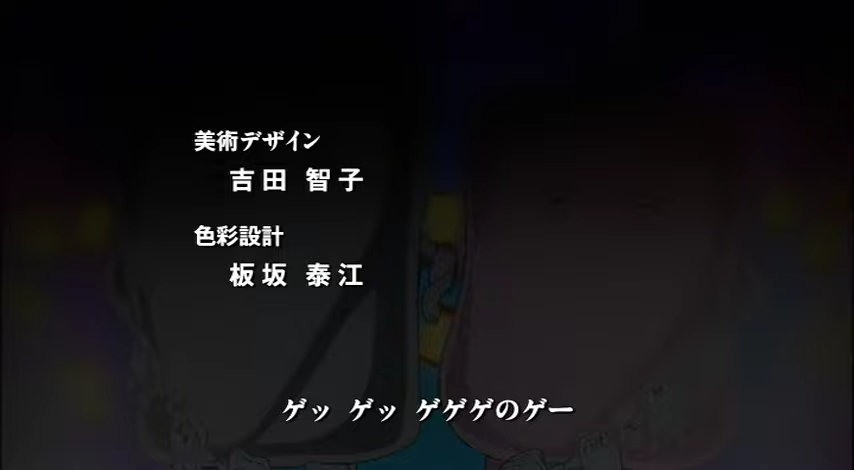 美術デザイン
吉田 智子
色彩設計
板坂 泰江
ゲッ ゲッ ゲゲゲのゲー